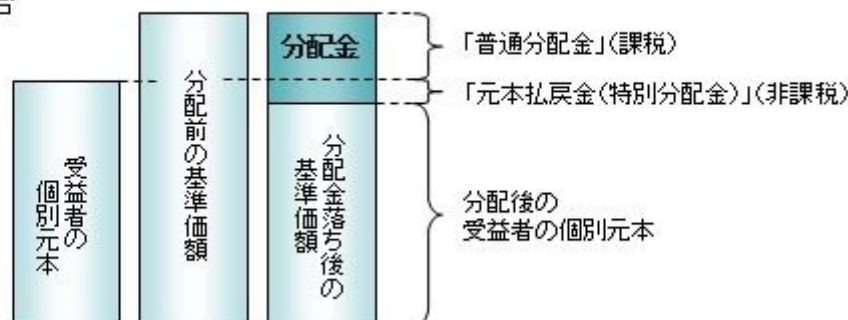 分配金
「普通分配金」(課税)
「元本払戻金(特別分配金)」(非課税)
受益者の
個別元本
分配前の基準価額
分配金落ち後の
基準価額
分配後の
受益者の個別元本